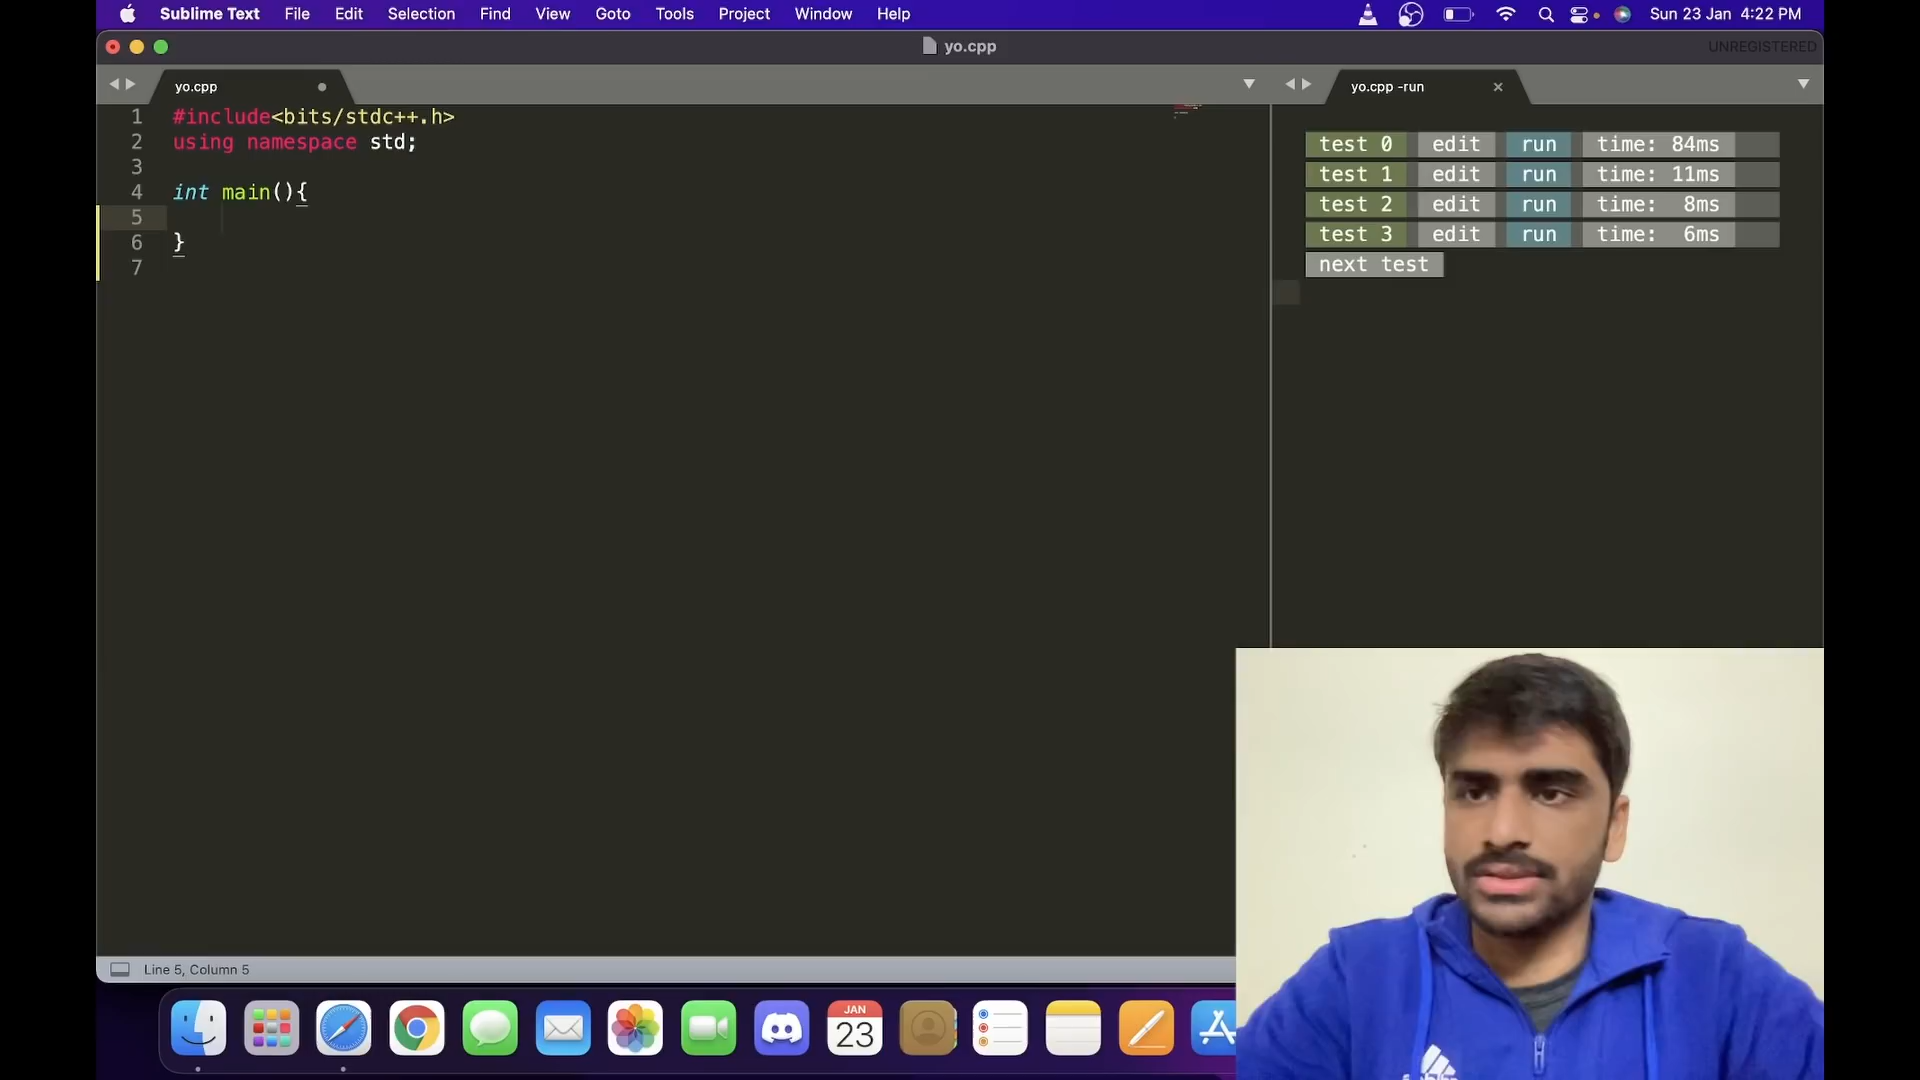 Sublime Text File Edit Selection Find View Goto Tools Project Window Help Sun 23 Jan 4:22 PM
yo.cpp UNREGISTERED
yo.cpp
1 #include<bits/stdc++.h>
2 using namespace std;
3
4 int main(){
5
6 }
7
yo.cpp -run
test 0 edit run time: 84ms
test 1 edit run time: 11ms
test 2 edit run time: 8ms
test 3 edit run time: 6ms
next test
Line 5, Column 5
JAN
23